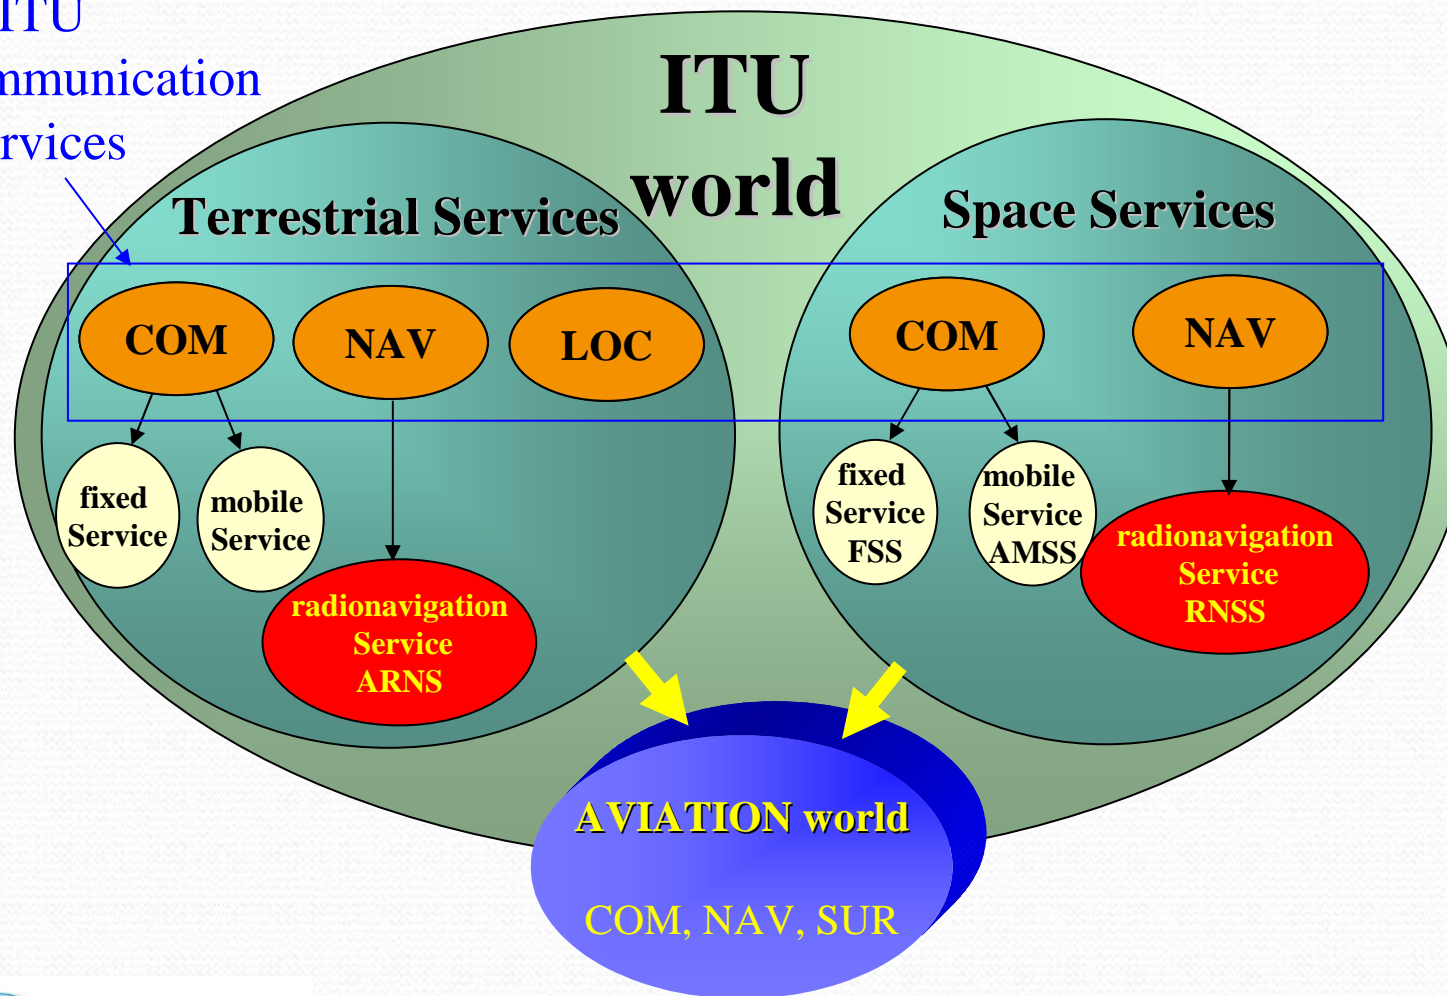 ITU
mmunication
rvices
ITU
world
Terrestrial Services
Space Services
COM
NAV
LOC
COM
NAV
fixed
Service
mobile
Service
radionavigation
Service
ARNS
fixed
Service
FSS
mobile
Service
AMSS
radionavigation
Service
RNSS
AVIATION world
COM, NAV, SUR